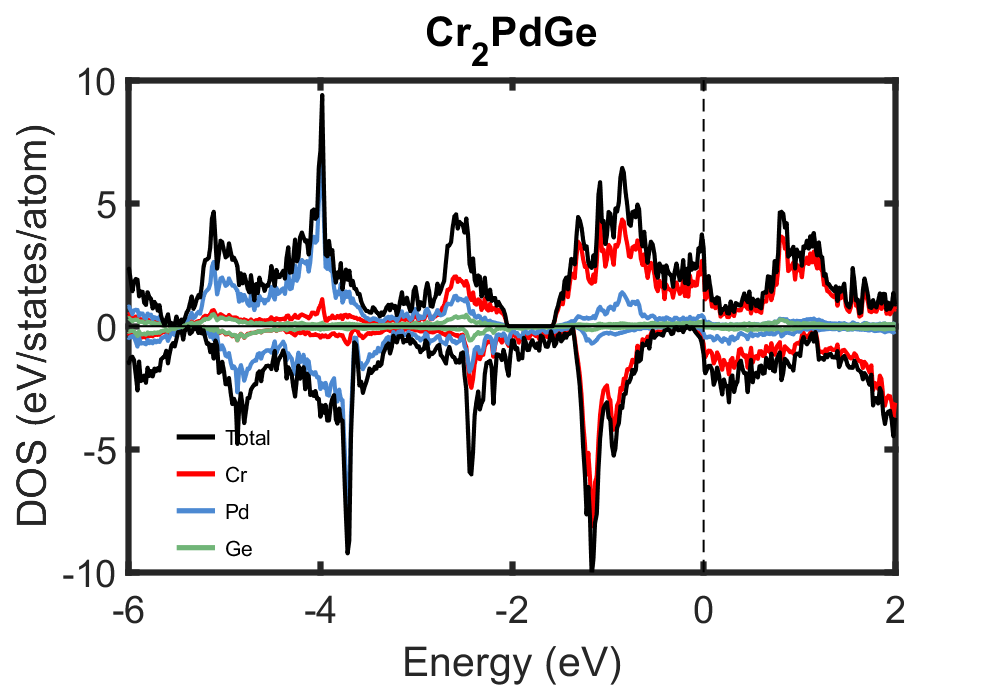 Cr2PdGe
10
5
0
-5
-10
DOS (eV/states/atom)
Total
Cr
Pd
Ge
-6
-4
-2
0
2
Energy (eV)